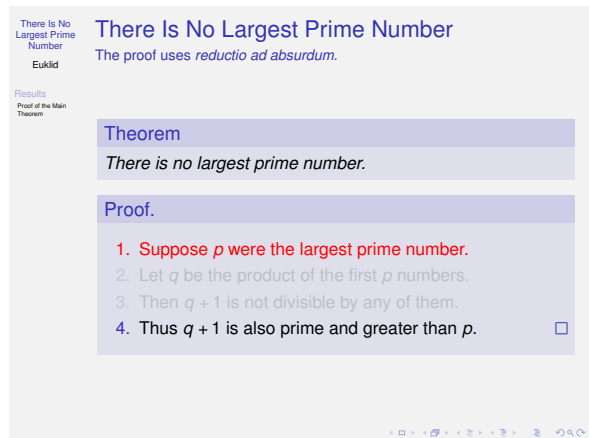 There Is No
Largest Prime
Number
Euklid
Results
Proof of the Main
Theorem
There Is No Largest Prime Number
The proof uses reductio ad absurdum.
Theorem
There is no largest prime number.
Proof.
1. Suppose p were the largest prime number.
2. Let q be the product of the first p numbers.
3. Then q + 1 is not divisible by any of them.
4. Thus q + 1 is also prime and greater than p.